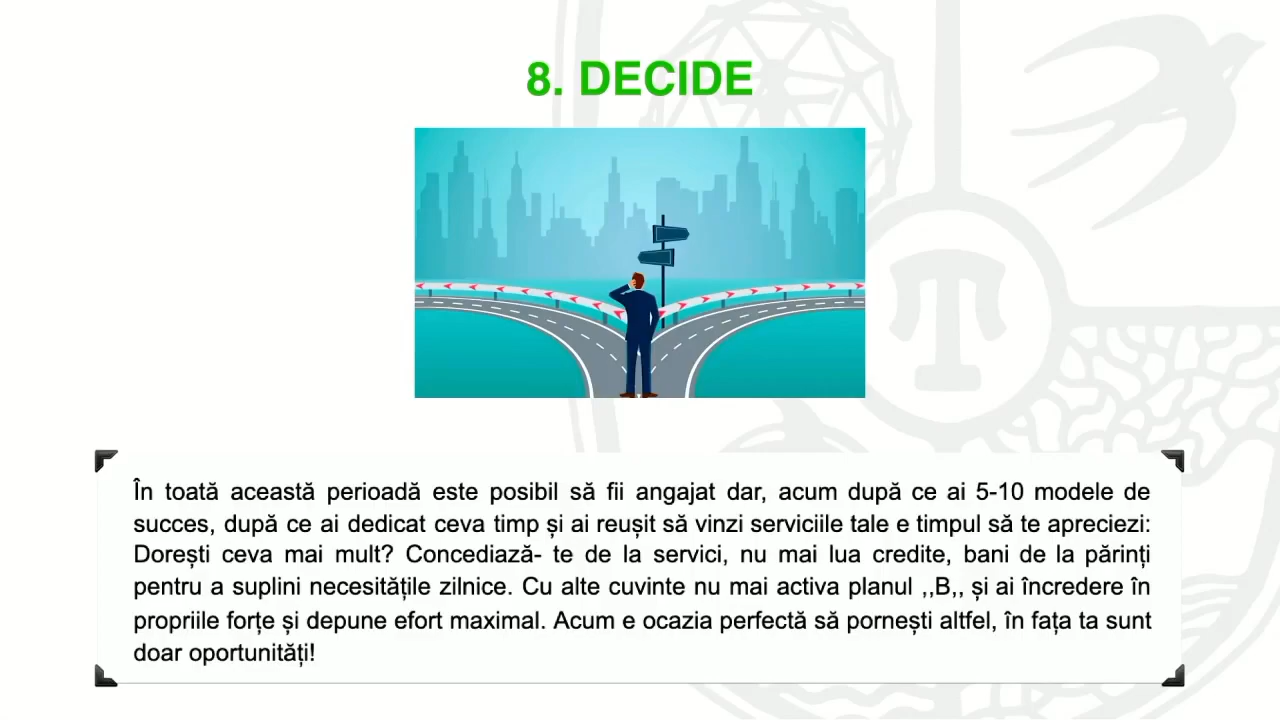 8. DECIDE
T
În toată această perioadă este posibil să fii angajat dar, acum după ce ai 5-10 modele de
succes, după ce ai dedicat ceva timp și ai reușit să vinzi serviciile tale e timpul să te apreciezi:
Dorești ceva mai mult? Concediază- te de la servici, nu mai lua credite, bani de la părinți
pentru a suplini necesitățile zilnice. Cu alte cuvinte nu mai activa planul ,,B,, și ai încredere în
propriile forțe și depune efort maximal. Acum e ocazia perfectă să pornești altfel, în fața ta sunt
doar oportunități!